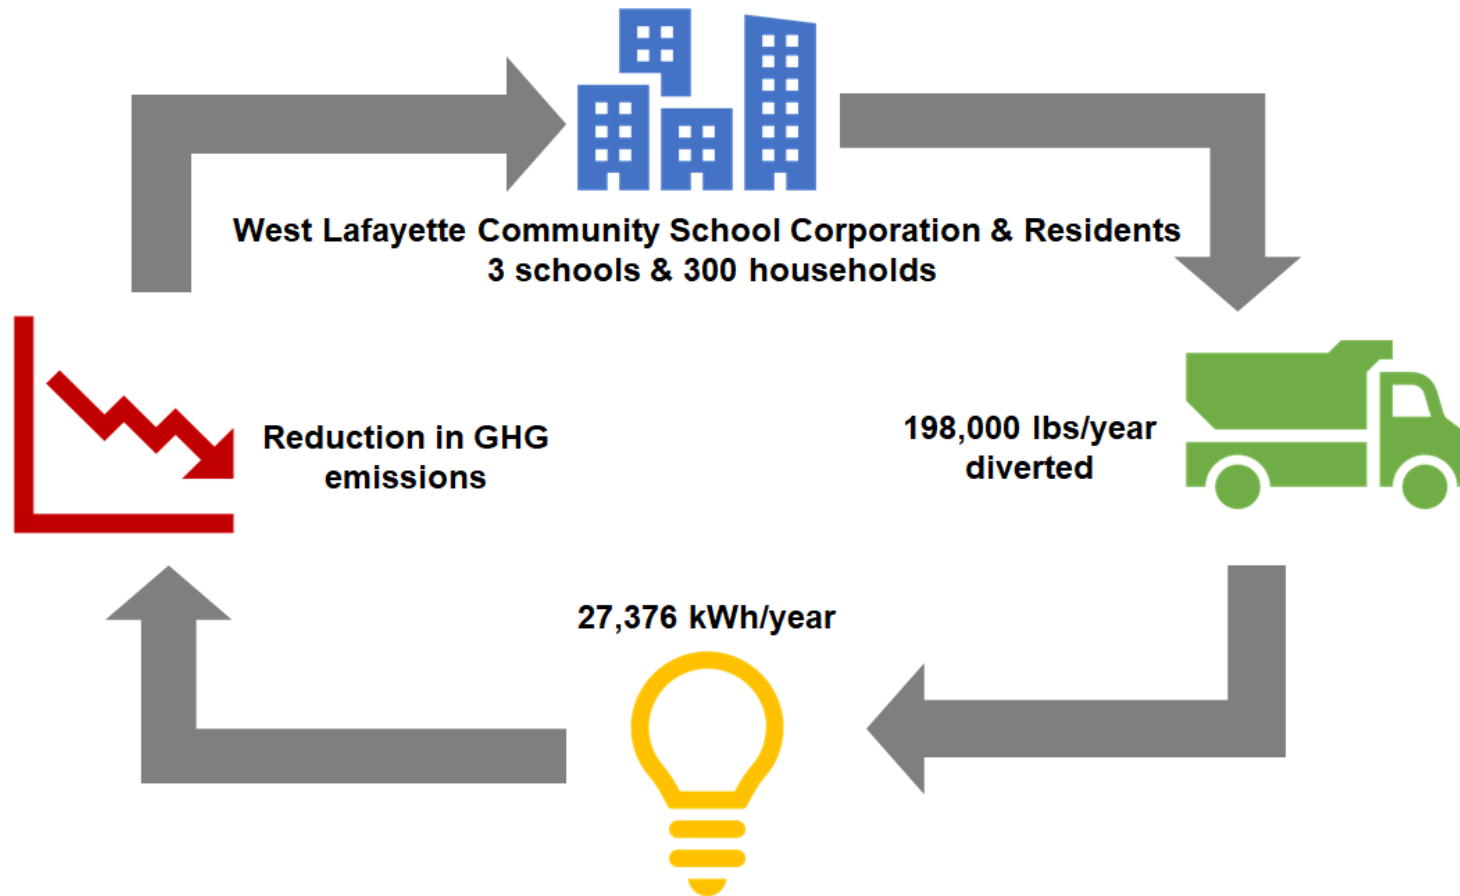 West Lafayette Community School Corporation & Residents
3 schools & 300 households
198,000 lbs/year
diverted
27,376 kWh/year
Reduction in GHG
emissions